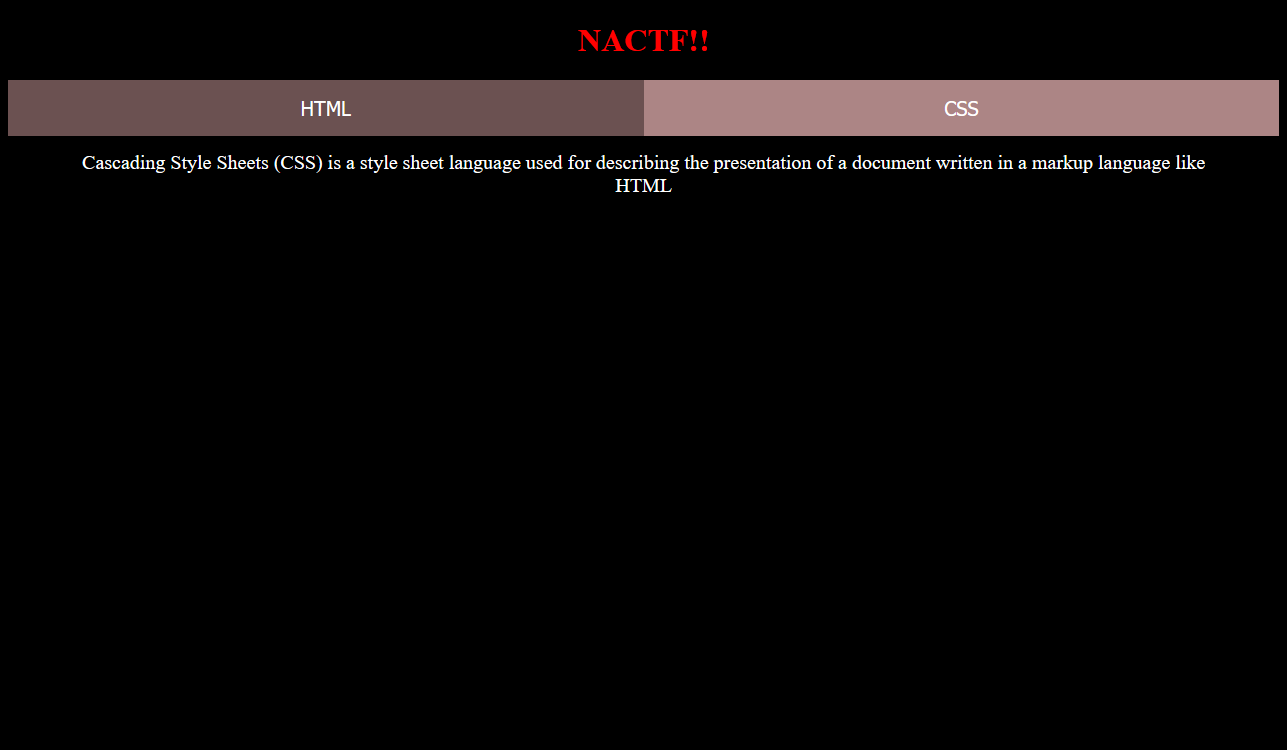 NACTF!!
HTML
CSS
Cascading Style Sheets (CSS) is a style sheet language used for describing the presentation of a document written in a markup language like
HTML